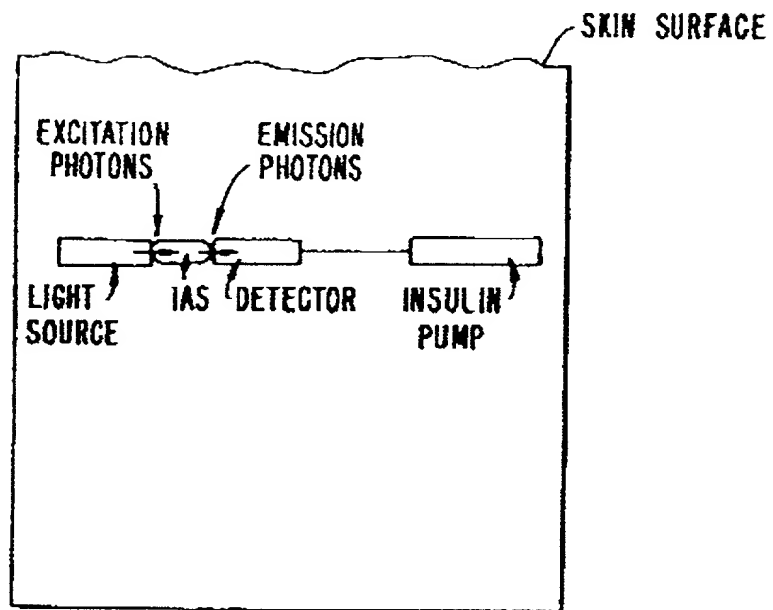 SKIN SURFACE
EXCITATION
PHOTONS
EMISSION
PHOTONS
LIGHT
SOURCE
IAS
DETECTOR
INSULIN
PUMP